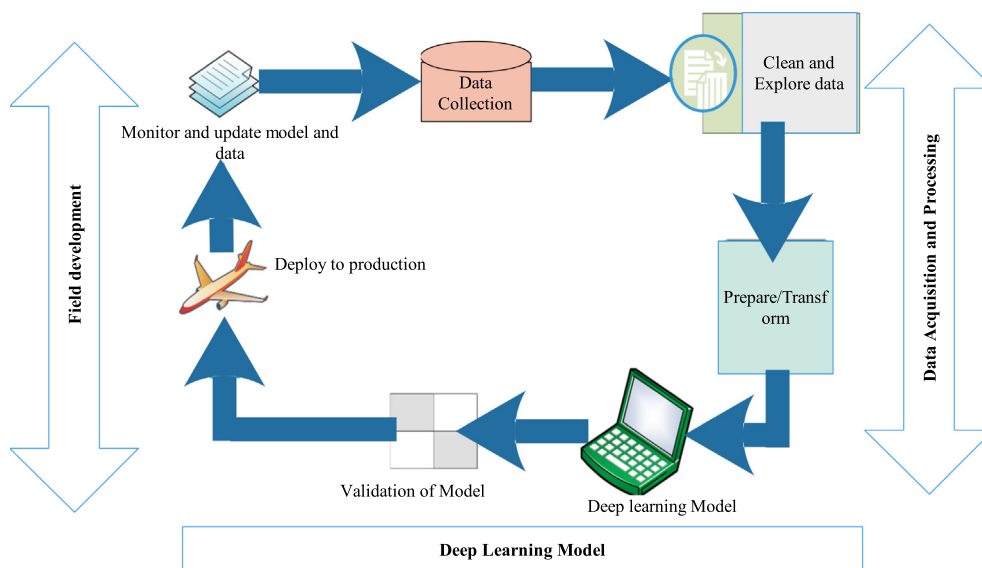 Data
Collection
Clean and
Explore data
Monitor and update model and
data
Field development
Deploy to production
Prepare/Transf
orm
Data Acquisition and Processing
Validation of Model
Deep learning Model
Deep Learning Model